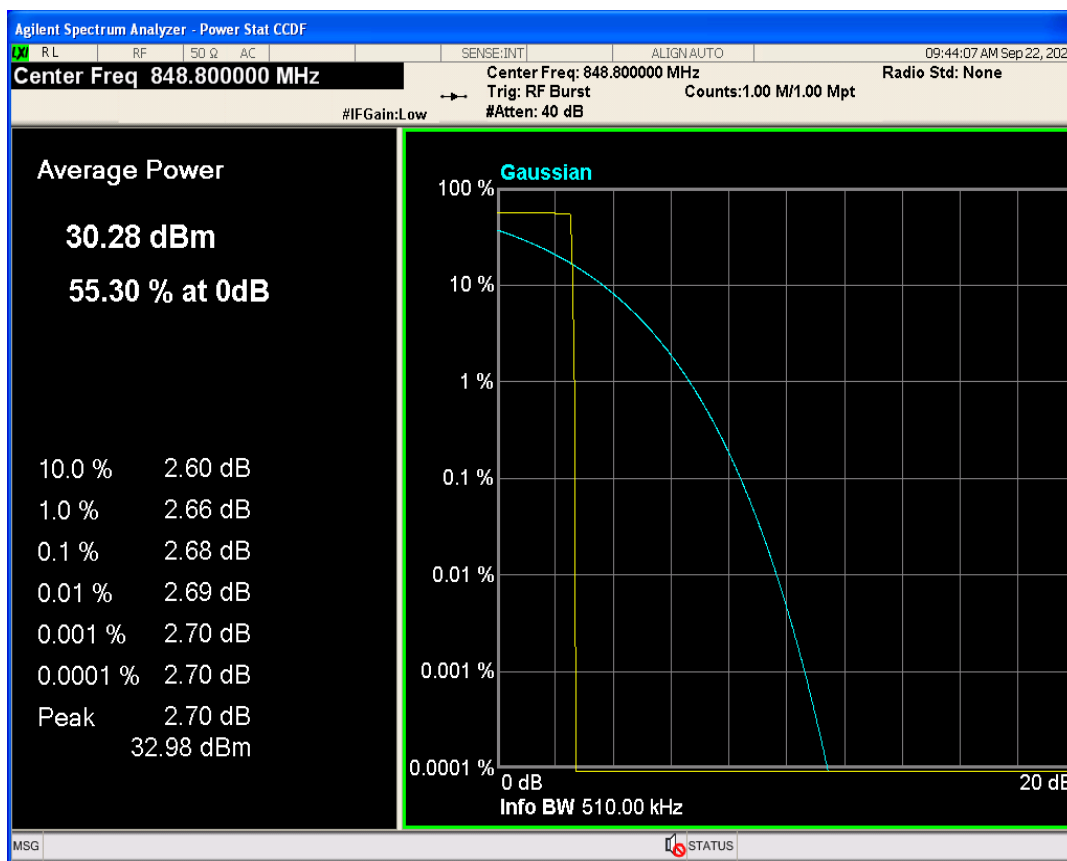 Agilent Spectrum Analyzer - Power Stat CCDF
LXI RL RF 50 Ω AC SENSE:INT ALIGNAUTO 09:44:07 AM Sep 22, 202
Center Freq 848.800000 MHz
Center Freq: 848.800000 MHz Radio Std: None
Trig: RF Burst Counts:1.00 M/1.00 Mpt
#IFGain:Low #Atten: 40 dB
Average Power
30.28 dBm
55.30 % at 0dB
10.0 % 2.60 dB
1.0 % 2.66 dB
0.1 % 2.68 dB
0.01 % 2.69 dB
0.001 % 2.70 dB
0.0001 % 2.70 dB
Peak 2.70 dB
32.98 dBm
Gaussian
100 %
10 %
1 %
0.1 %
0.01 %
0.001 %
0.0001 %
0 dB 20 dB
Info BW 510.00 kHz
MSG STATUS